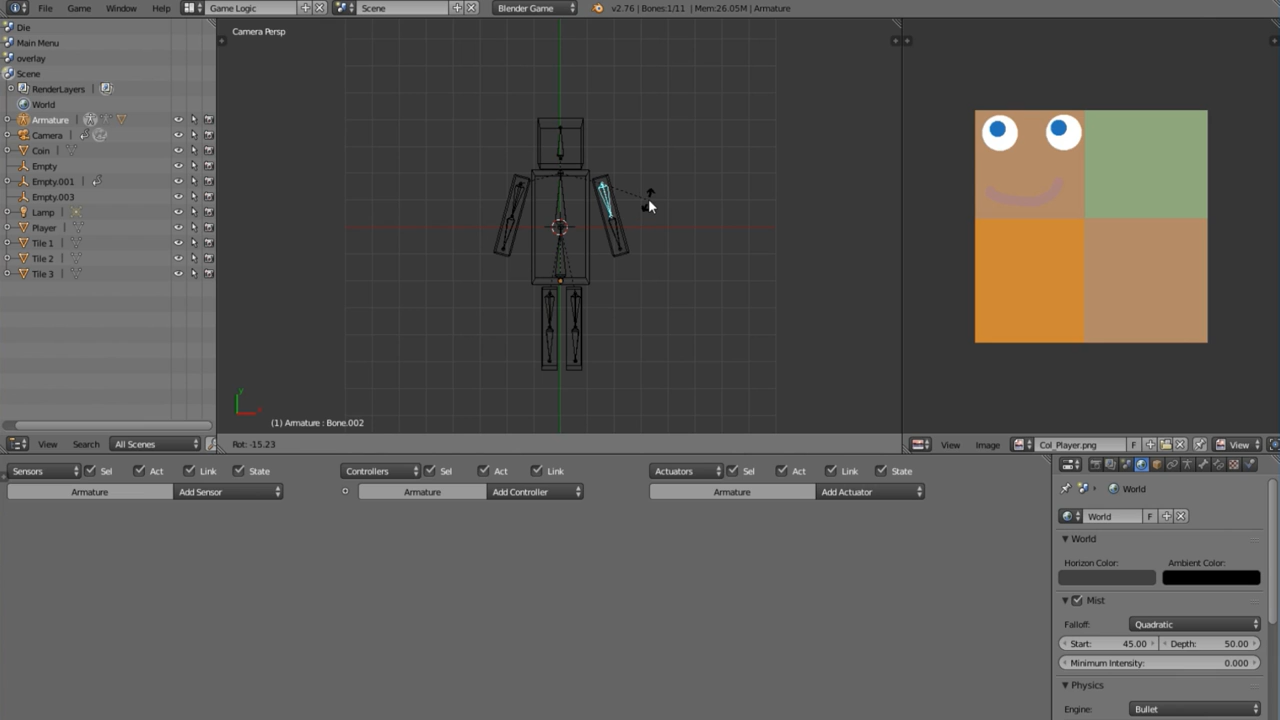 File Game Window Help Game Logic Scene Blender Game v2.76 | Bones:1/11 | Mem:26.05M | Armature
Die
Main Menu
overlay
Scene
RenderLayers
World
Armature
Camera
Coin
Empty
Empty.001
Empty.003
Lamp
Player
Tile 1
Tile 2
Tile 3
Camera Persp
(1) Armature : Bone.002
View Search All Scenes
Rot: -15.23
View Image Col_Player.png F View
Sensors Sel Act Link State
Armature Add Sensor
Controllers Sel Act Link
Armature Add Controller
Actuators Sel Act Link State
Armature Add Actuator
World
World F
World
Horizon Color: Ambient Color:
Mist
Falloff: Quadratic
Start: 45.00 Depth: 50.00
Minimum Intensity: 0.000
Physics
Engine: Bullet